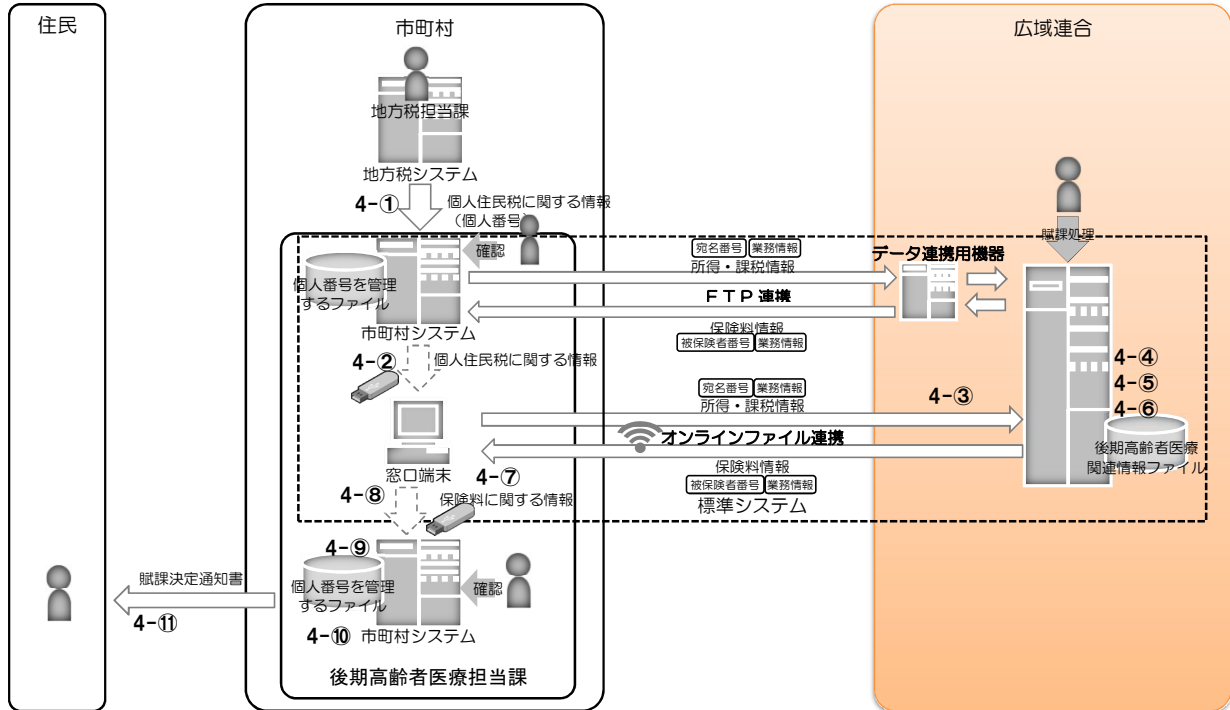 住民
市町村
広域連合
地方税担当課
地方税システム
4-①
個人住民税に関する情報
（個人番号）
確認
宛名番号 業務情報
所得・課税情報
賦課処理
データ連携用機器
個人番号を管理
するファイル
ＦＴＰ連携
市町村システム
保険料情報
被保険者番号 業務情報
4-②
個人住民税に関する情報
4-④
4-⑤
4-⑥
宛名番号 業務情報
所得・課税情報
4-③
オンラインファイル連携
後期高齢者医療
関連情報ファイル
窓口端末
4-⑦
保険料情報
被保険者番号 業務情報
標準システム
4-⑧
保険料に関する情報
4-⑨
個人番号を管理
するファイル
確認
賦課決定通知書
4-⑪
4-⑩
市町村システム
後期高齢者医療担当課